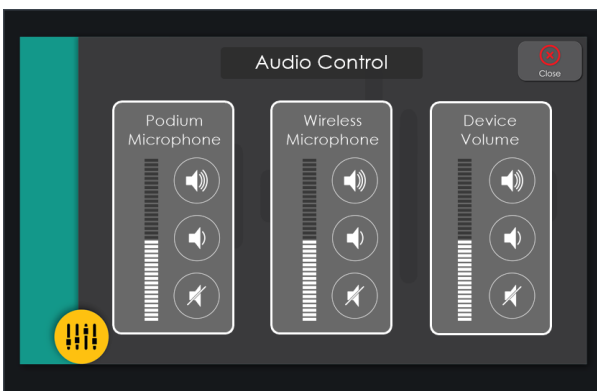 Audio Control
Close
Podium
Microphone
Wireless
Microphone
Device
Volume